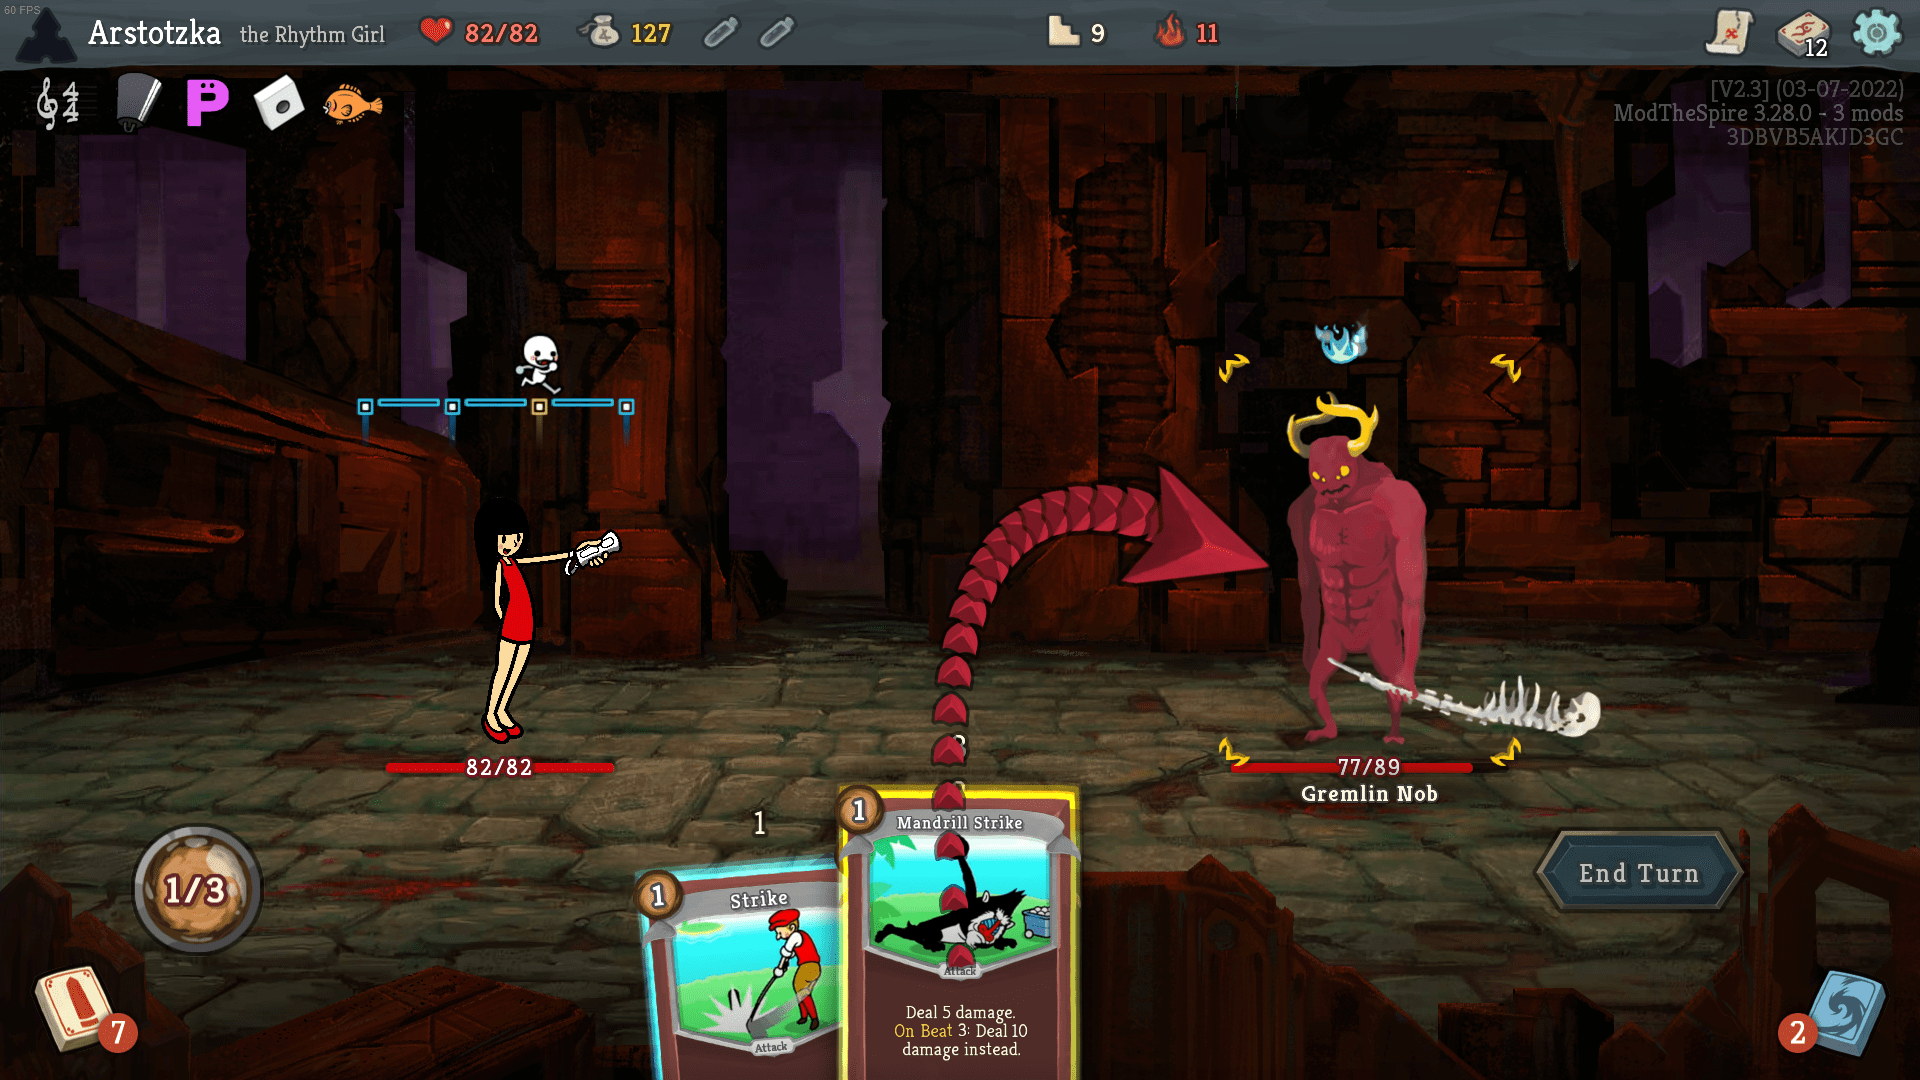 60 FPS
Arstotzka the Rhythm Girl 82/82 127 9 11 12
4
4
P
[V2.3] (03-07-2022)
ModTheSpire 3.28.0 - 3 mods
3DBVB5AKJD3GC
82/82
77/89
Gremlin Nob
1
1/3
1
Strike
Attack
1
Mandrill Strike
Attack
Deal 5 damage.
On Beat 3: Deal 10
damage instead.
End Turn
7
2